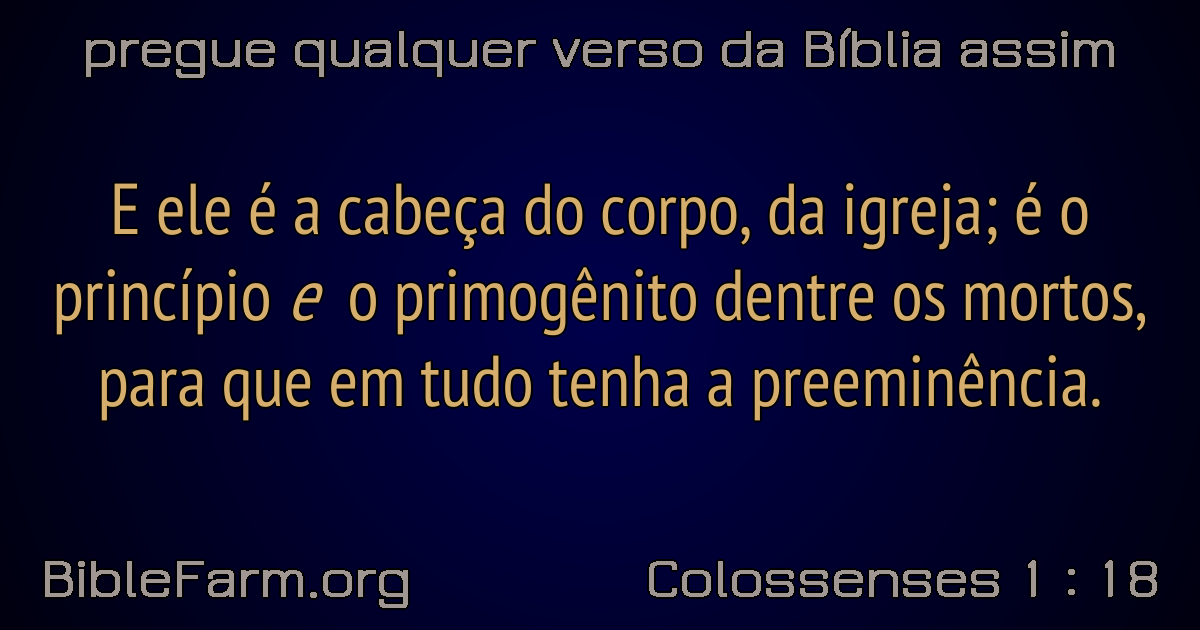 pregue qualquer verso da Bíblia assim
E ele é a cabeça do corpo, da igreja; é o
princípio e o primogênito dentre os mortos,
para que em tudo tenha a preeminência.
BibleFarm.org
Colossenses 1 : 18